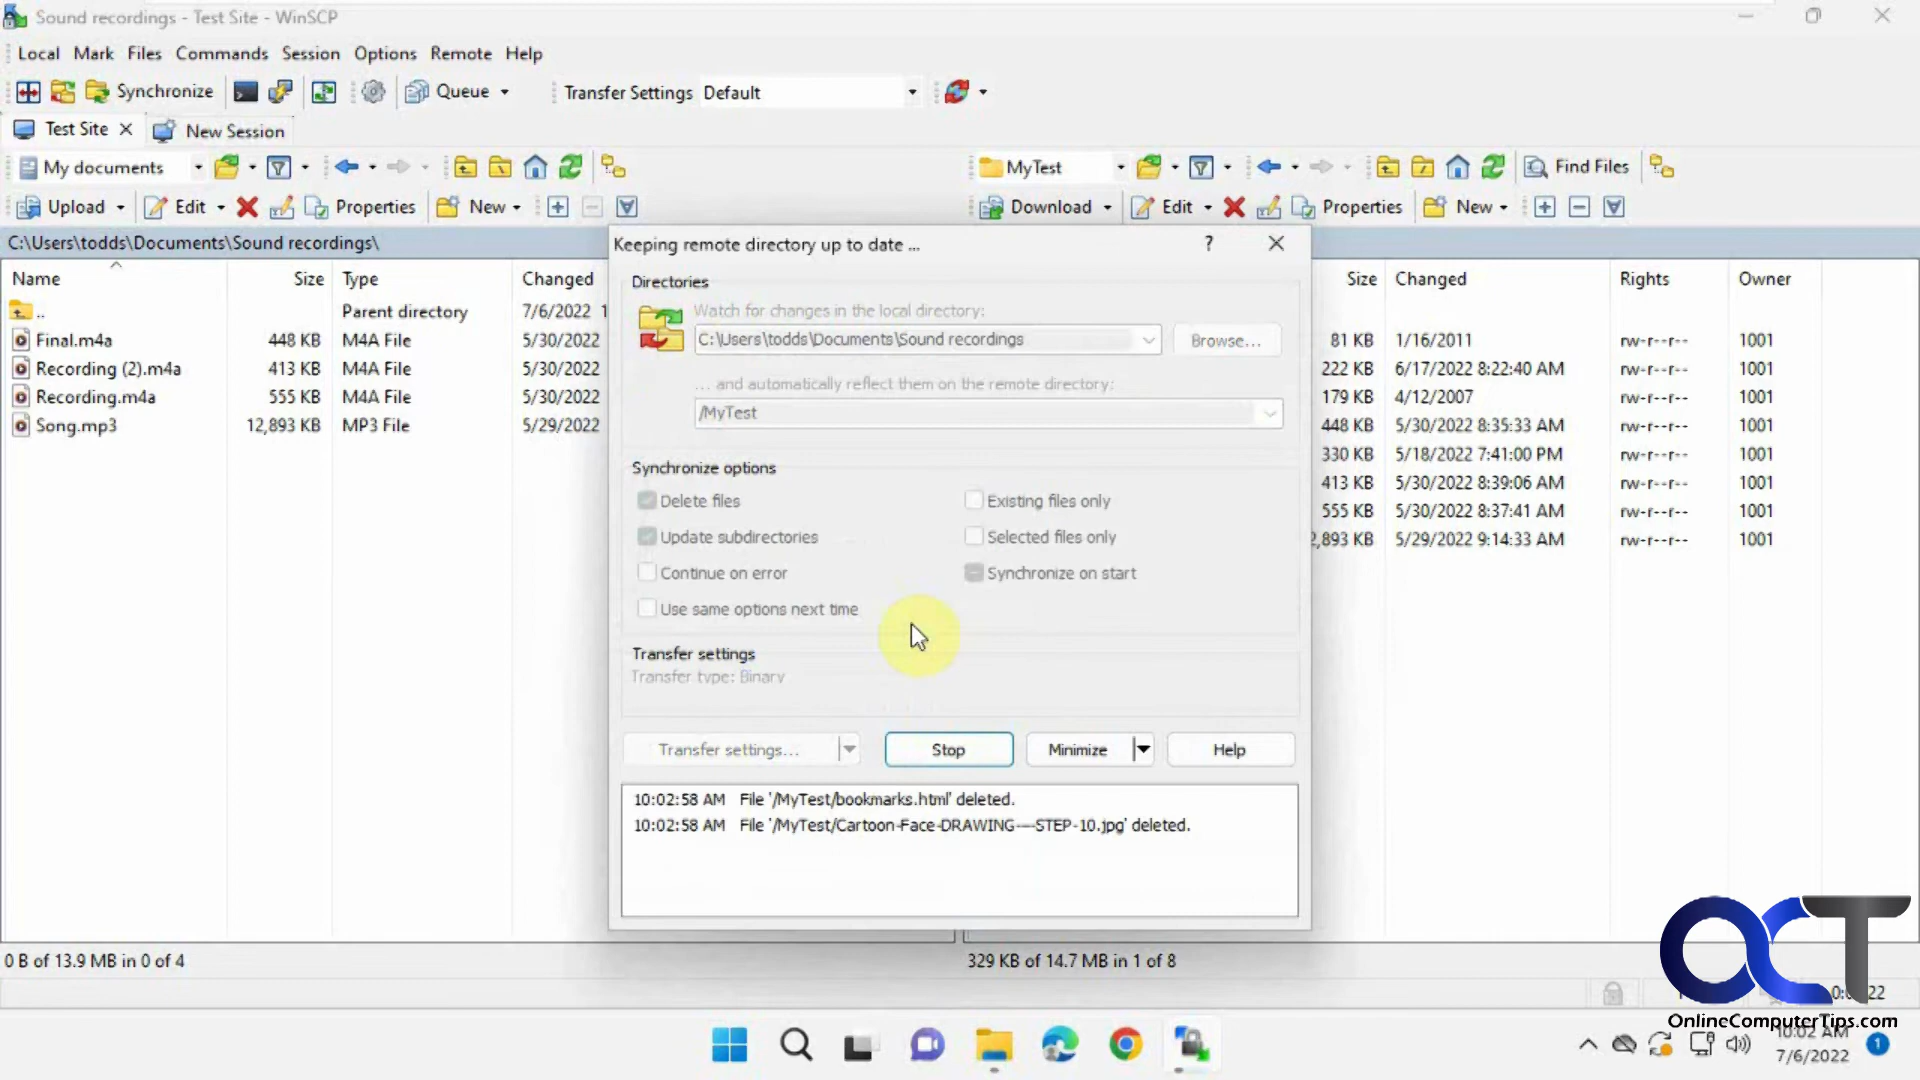 Sound recordings - Test Site - WinSCP
Local Mark Files Commands Session Options Remote Help
Synchronize Queue Transfer Settings Default
Test Site New Session
My documents MyTest Find Files
Upload Edit Properties New Download Edit Properties New
C:\Users\todds\Documents\Sound recordings\
Name Size Type Changed Size Changed Rights Owner
.. Parent directory 7/6/2022 1
Final.m4a 448 KB M4A File 5/30/2022 81 KB 1/16/2011 rw-r--r-- 1001
Recording (2).m4a 413 KB M4A File 5/30/2022 222 KB 6/17/2022 8:22:40 AM rw-r--r-- 1001
Recording.m4a 555 KB M4A File 5/30/2022 179 KB 4/12/2007 rw-r--r-- 1001
Song.mp3 12,893 KB MP3 File 5/29/2022 448 KB 5/30/2022 8:35:33 AM rw-r--r-- 1001
330 KB 5/18/2022 7:41:00 PM rw-r--r-- 1001
413 KB 5/30/2022 8:39:06 AM rw-r--r-- 1001
555 KB 5/30/2022 8:37:41 AM rw-r--r-- 1001
2,893 KB 5/29/2022 9:14:33 AM rw-r--r-- 1001
Keeping remote directory up to date ... ?
Directories
Watch for changes in the local directory:
C:\Users\todds\Documents\Sound recordings Browse...
... and automatically reflect them on the remote directory:
/MyTest
Synchronize options
Delete files Existing files only
Update subdirectories Selected files only
Continue on error Synchronize on start
Use same options next time
Transfer settings
Transfer type: Binary
Transfer settings... Stop Minimize Help
10:02:58 AM File '/MyTest/bookmarks.html' deleted.
10:02:58 AM File '/MyTest/Cartoon-Face-DRAWING---STEP-10.jpg' deleted.
0 B of 13.9 MB in 0 of 4 329 KB of 14.7 MB in 1 of 8
OCT
OnlineComputerTips.com
10:02 AM
7/6/2022 1